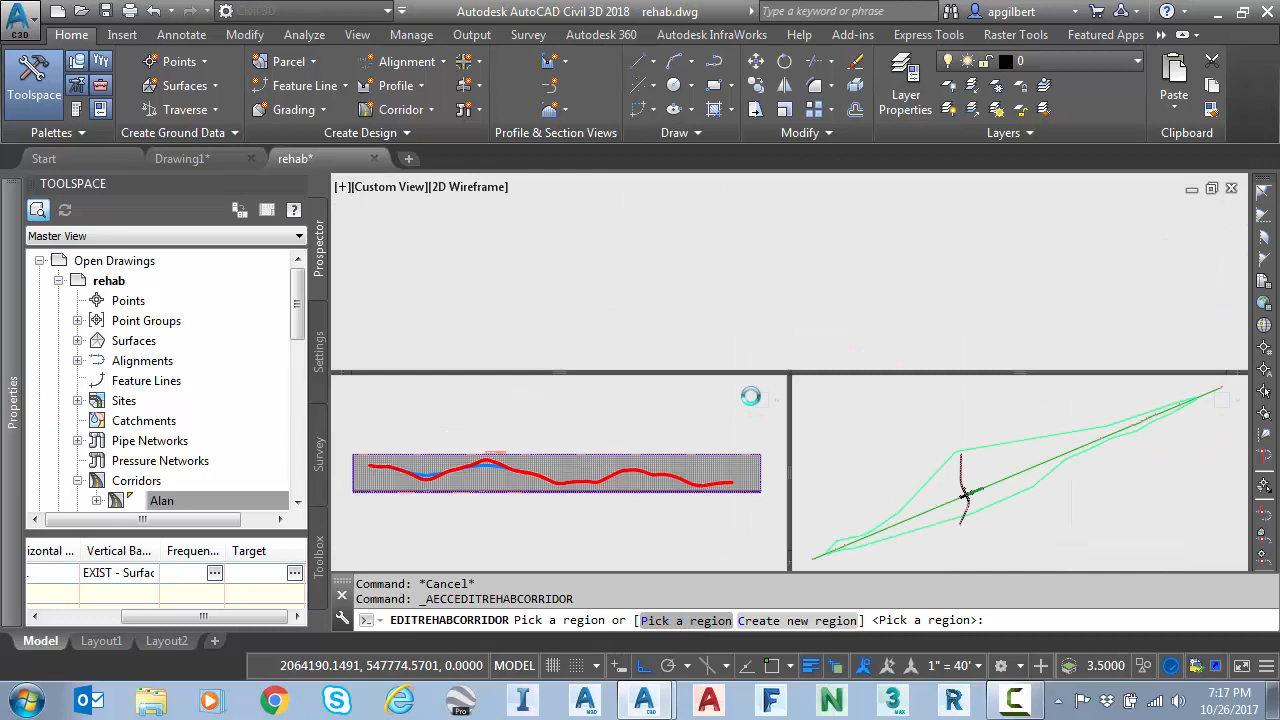 Civil 3D
Autodesk AutoCAD Civil 3D 2018 rehab.dwg
Type a keyword or phrase
apgilbert
C3D
Home Insert Annotate Modify Analyze View Manage Output Survey Autodesk 360 Autodesk InfraWorks Help Add-ins Express Tools Raster Tools Featured Apps
Points Parcel Alignment 0
Toolspace Surfaces Feature Line Profile Layer Properties Paste
Traverse Grading Corridor
Palettes Create Ground Data Create Design Profile & Section Views Draw Modify Layers Clipboard
Start Drawing1* rehab*
TOOLSPACE
[+][Custom View][2D Wireframe]
Master View
Open Drawings
rehab
Points
Point Groups
Surfaces
Alignments
Feature Lines
Sites
Catchments
Pipe Networks
Pressure Networks
Corridors
Alan
Properties
Prospector
Settings
Survey
Toolbox
izontal ... Vertical Ba... Frequen... Target
EXIST - Surfac
Command: *Cancel*
Command: _AECCEDITREHABCORRIDOR
EDITREHABCORRIDOR Pick a region or [Pick a region Create new region] <Pick a region>:
Model Layout1 Layout2
2064190.1491, 547774.5701, 0.0000 MODEL 1" = 40' 3.5000
Pro
7:17 PM
10/26/2017